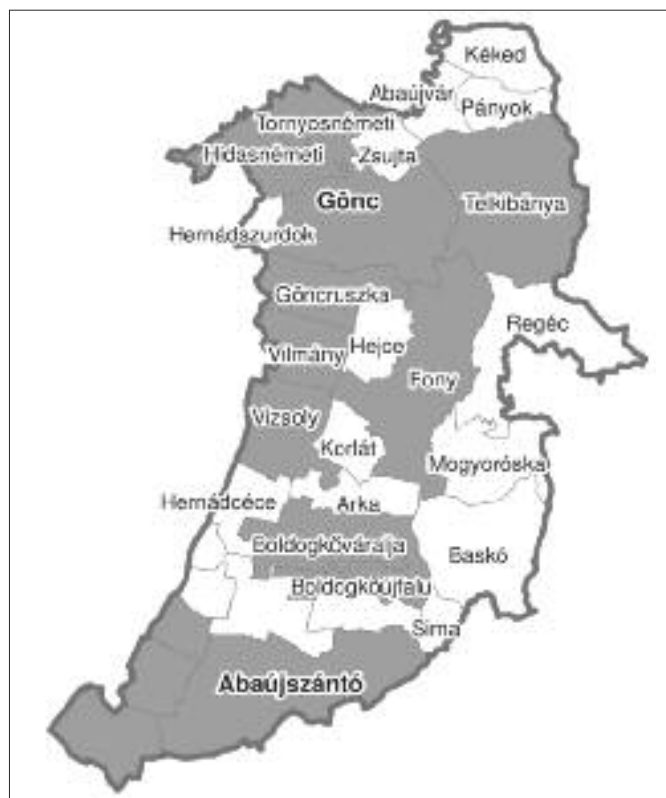 Kéked
Abaújvár
Pányok
Tornyosnémeti
Zsujta
Hidasnémeti
Gönc
Telkibánya
Hernádszurdok
Göncruszka
Regéc
Vilmány
Hejce
Fony
Vizsoly
Korlát
Mogyoróska
Hernádcéce
Arka
Boldogkőváralja
Baskó
Boldogkőújfalu
Sima
Abaújszántó